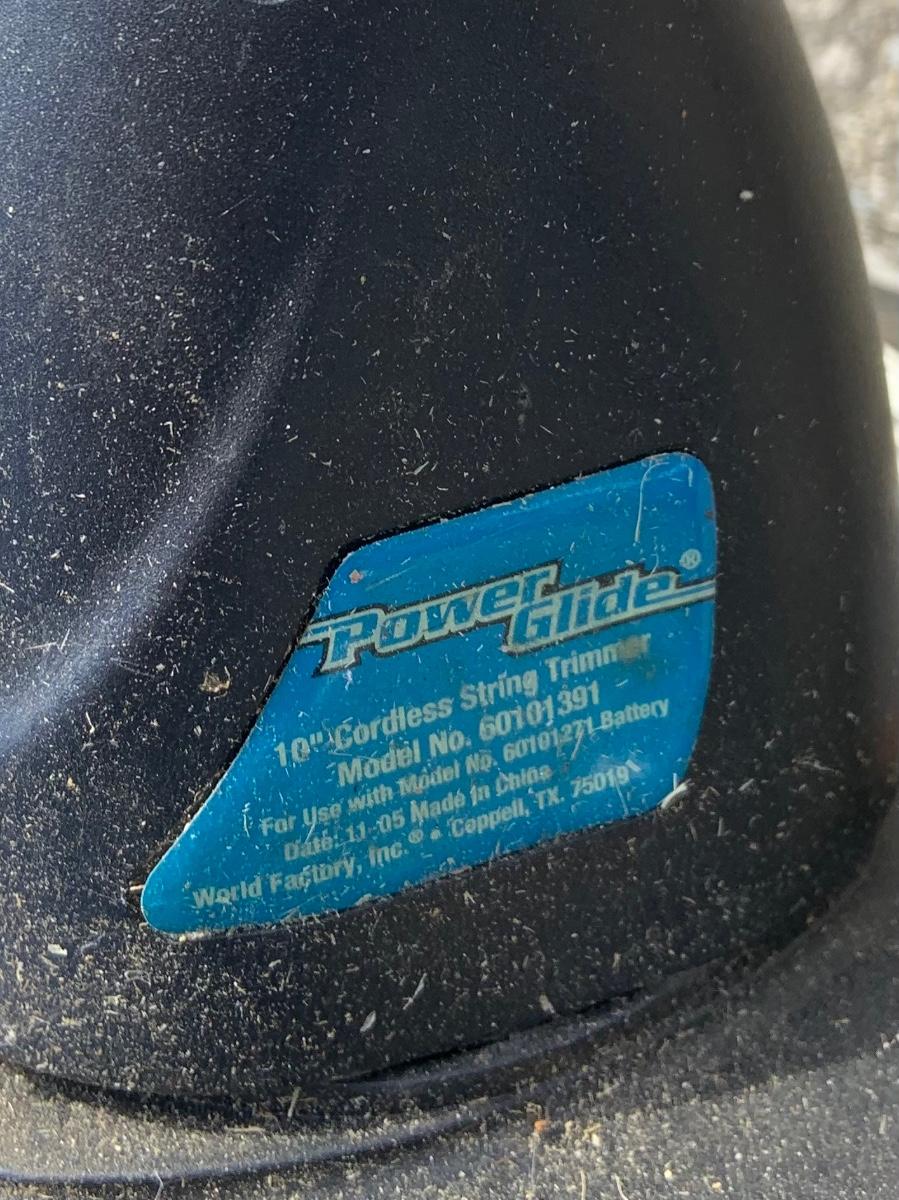 Power Glide®
10" Cordless String Trimmer
Model No. 60101391
For Use with Model No. 60101271 Battery
Date: 11-05 Made in China
World Factory, Inc.® • Coppell, TX. 75019